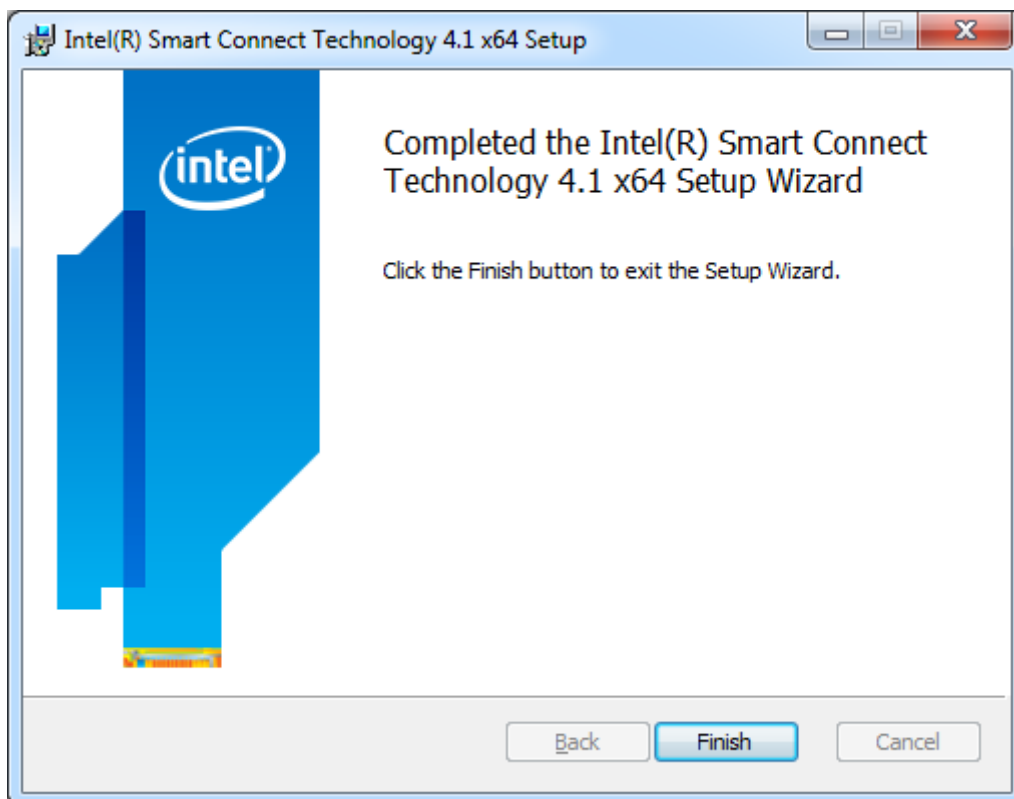 Intel(R) Smart Connect Technology 4.1 x64 Setup
intel
Completed the Intel(R) Smart Connect
Technology 4.1 x64 Setup Wizard
Click the Finish button to exit the Setup Wizard.
Back Finish Cancel